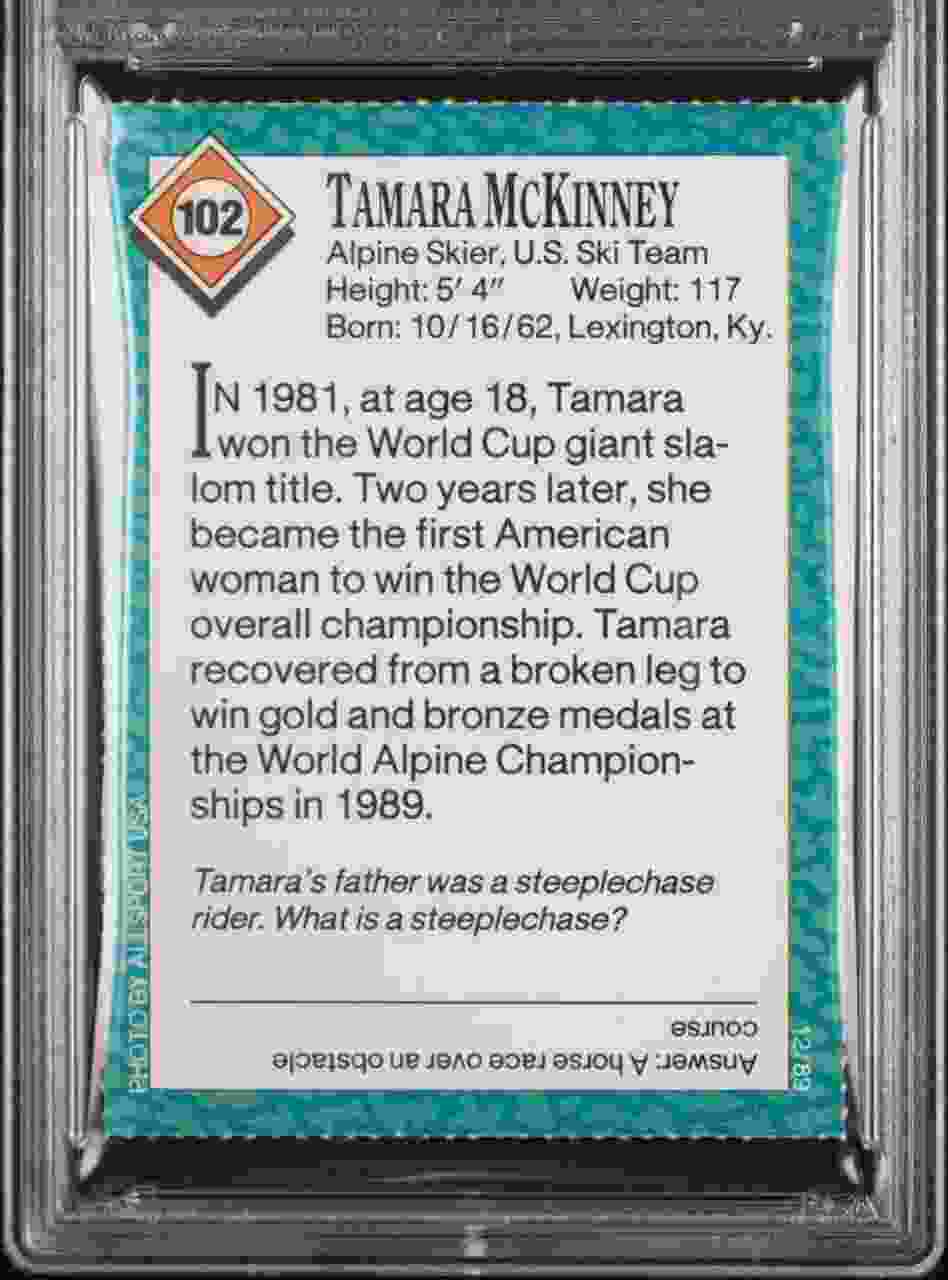 102
TAMARA MCKINNEY
Alpine Skier, U.S. Ski Team
Height: 5' 4" Weight: 117
Born: 10/16/62, Lexington, Ky.
IN 1981, at age 18, Tamara
won the World Cup giant sla-
lom title. Two years later, she
became the first American
woman to win the World Cup
overall championship. Tamara
recovered from a broken leg to
win gold and bronze medals at
the World Alpine Champion-
ships in 1989.
Tamara's father was a steeplechase
rider. What is a steeplechase?
Answer: A horse race over an obstacle
course
PHOTO BY ALLSPORT USA
12/89